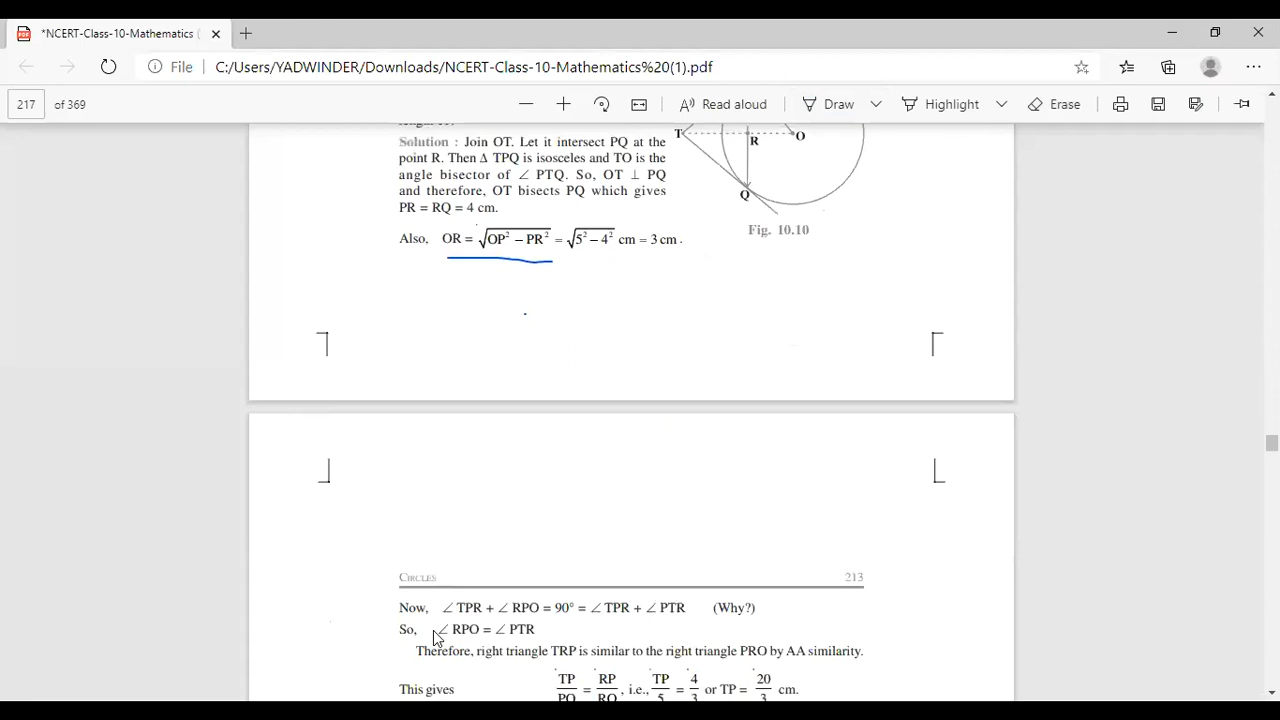 *NCERT-Class-10-Mathematics (
File C:/Users/YADWINDER/Downloads/NCERT-Class-10-Mathematics%20(1).pdf
217 of 369
Read aloud Draw Highlight Erase
Solution : Join OT. Let it intersect PQ at the
point R. Then Δ TPQ is isosceles and TO is the
angle bisector of ∠ PTQ. So, OT ⊥ PQ
and therefore, OT bisects PQ which gives
PR = RQ = 4 cm.
T R O
Q
Fig. 10.10
Also, OR = √(OP² – PR²) = √(5² – 4²) cm = 3 cm .
CIRCLES 213
Now, ∠ TPR + ∠ RPO = 90° = ∠ TPR + ∠ PTR (Why?)
So, ∠ RPO = ∠ PTR
Therefore, right triangle TRP is similar to the right triangle PRO by AA similarity.
This gives TP/PO = RP/RO, i.e., TP/5 = 4/3 or TP = 20/3 cm.